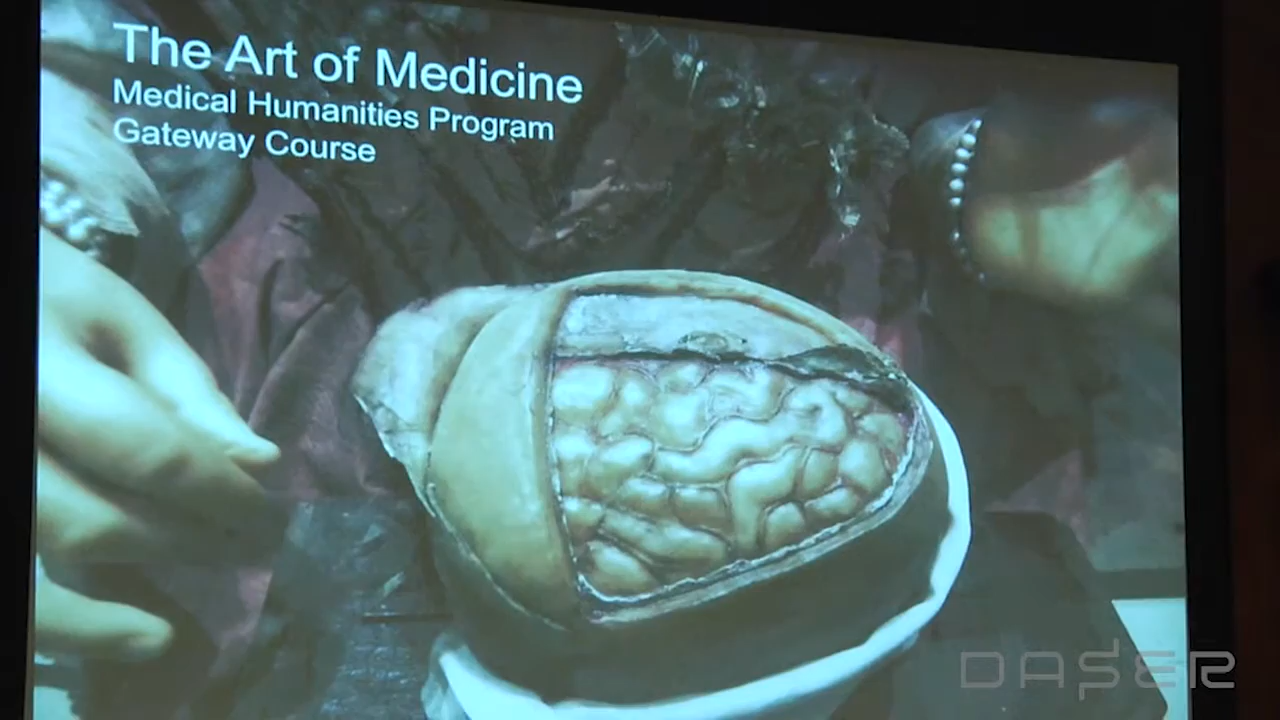 The Art of Medicine
Medical Humanities Program
Gateway Course
DASER